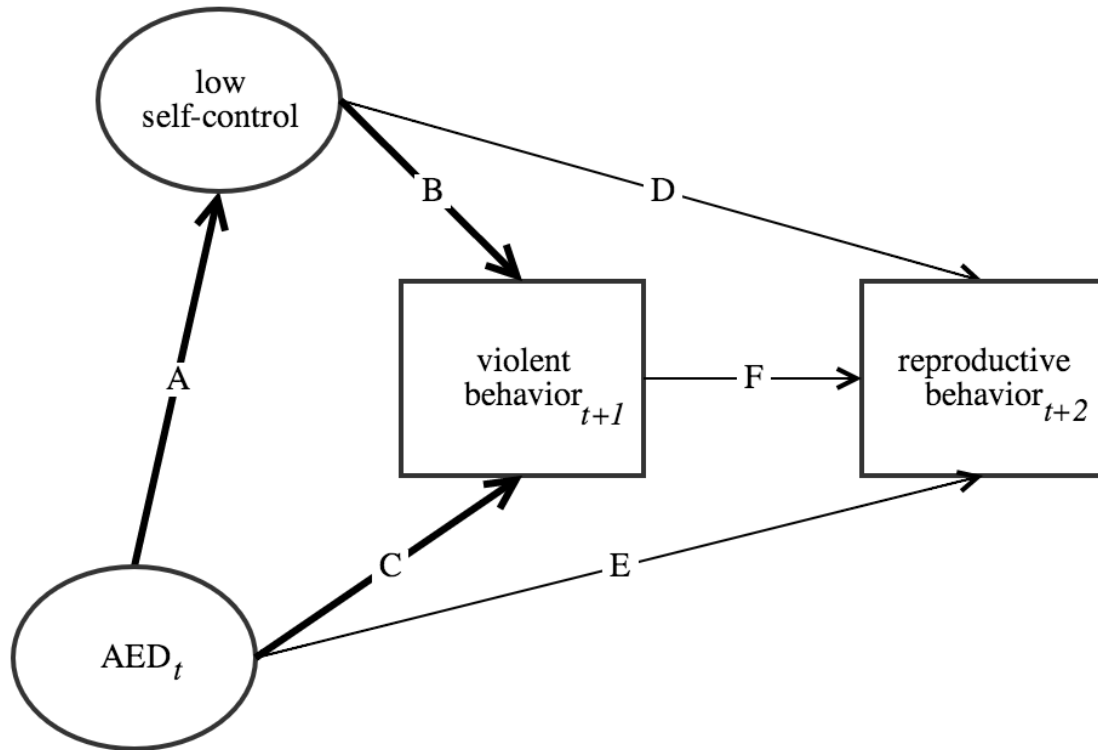 low
self-control
B
D
violent
behavior t+1
F
reproductive
behavior t+2
A
C
E
AED t